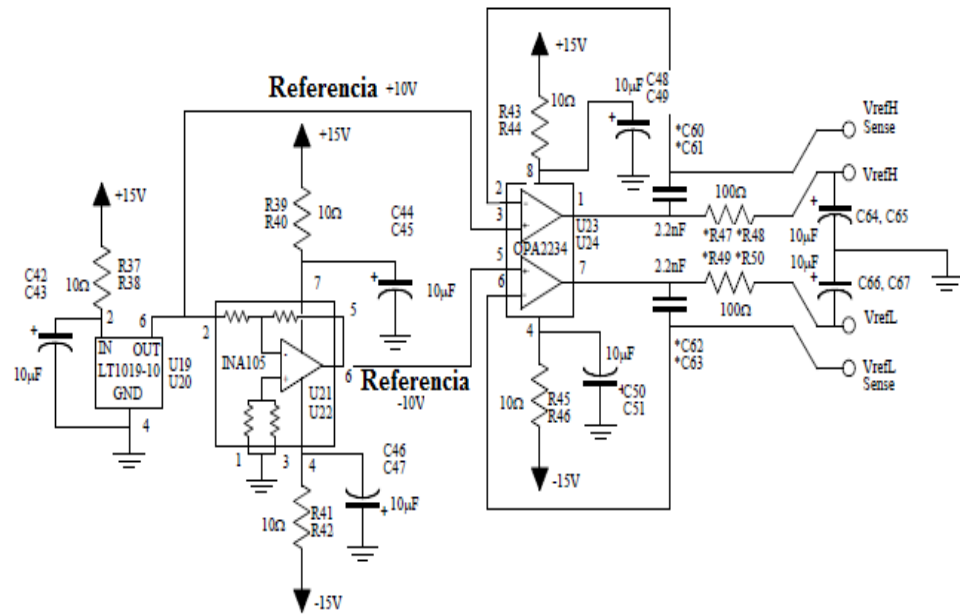 +15V
10µF
C48
C49
Referencia +10V
R43
R44
10Ω
*C60
*C61
VrefH
Sense
+15V
8
VrefH
+15V
R39
R40
10Ω
C44
C45
2
1
3
U23
U24
100Ω
C64, C65
OPA2234
2.2nF
*R47 *R48
10µF
C42
C43
10Ω
R37
R38
5
7
2.2nF
*R49 *R50
10µF
7
10µF
6
100Ω
C66, C67
2
6
2
5
VrefL
IN
OUT
U19
U20
INA105
4
*C62
*C63
10µF
LT1019-10
6
Referencia
-10V
10µF
VrefL
Sense
GND
U21
U22
10Ω
R45
R46
C50
C51
4
1
3
4
C46
C47
-15V
10Ω
R41
R42
10µF
-15V